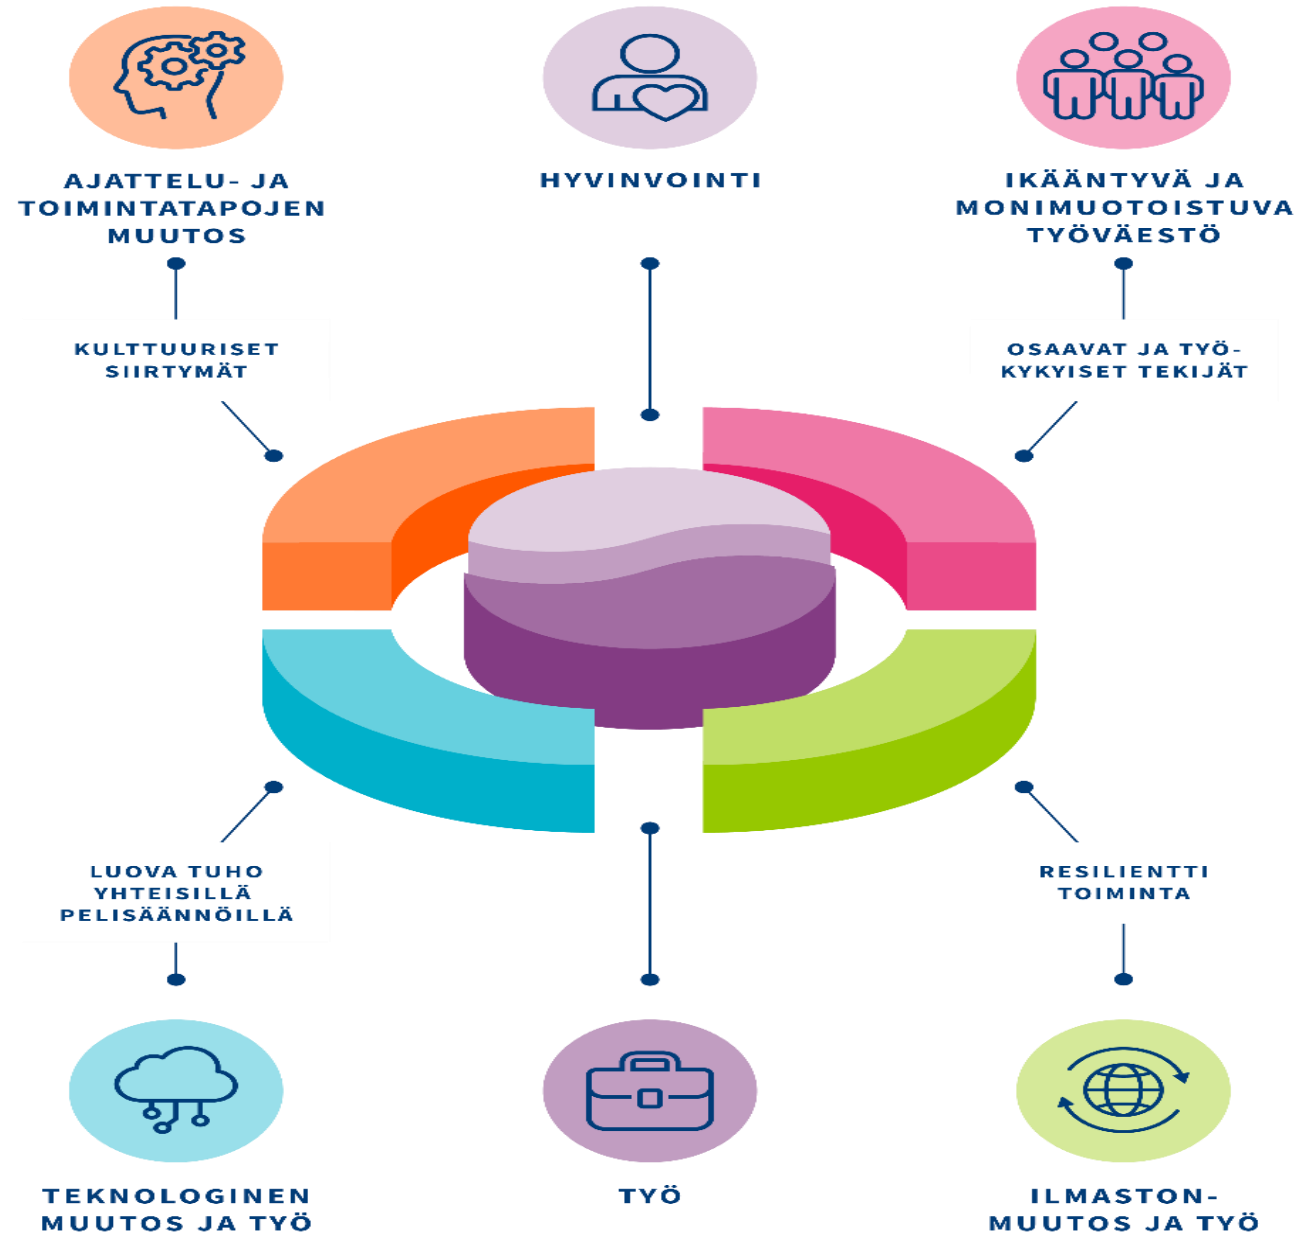 AJATTELU- JA
TOIMINTATAPOJEN
MUUTOS
HYVINVOINTI
IKÄÄNTYVÄ JA
MONIMUOTOISTUVA
TYÖVÄESTÖ
KULTTUURISET
SIIRTYMÄT
OSAAVAT JA TYÖ-
KYKYISET TEKIJÄT
LUOVA TUHO
YHTEISILLÄ
PELISÄÄNNÖILLÄ
RESILIENTTI
TOIMINTA
TEKNOLOGINEN
MUUTOS JA TYÖ
TYÖ
ILMASTON-
MUUTOS JA TYÖ